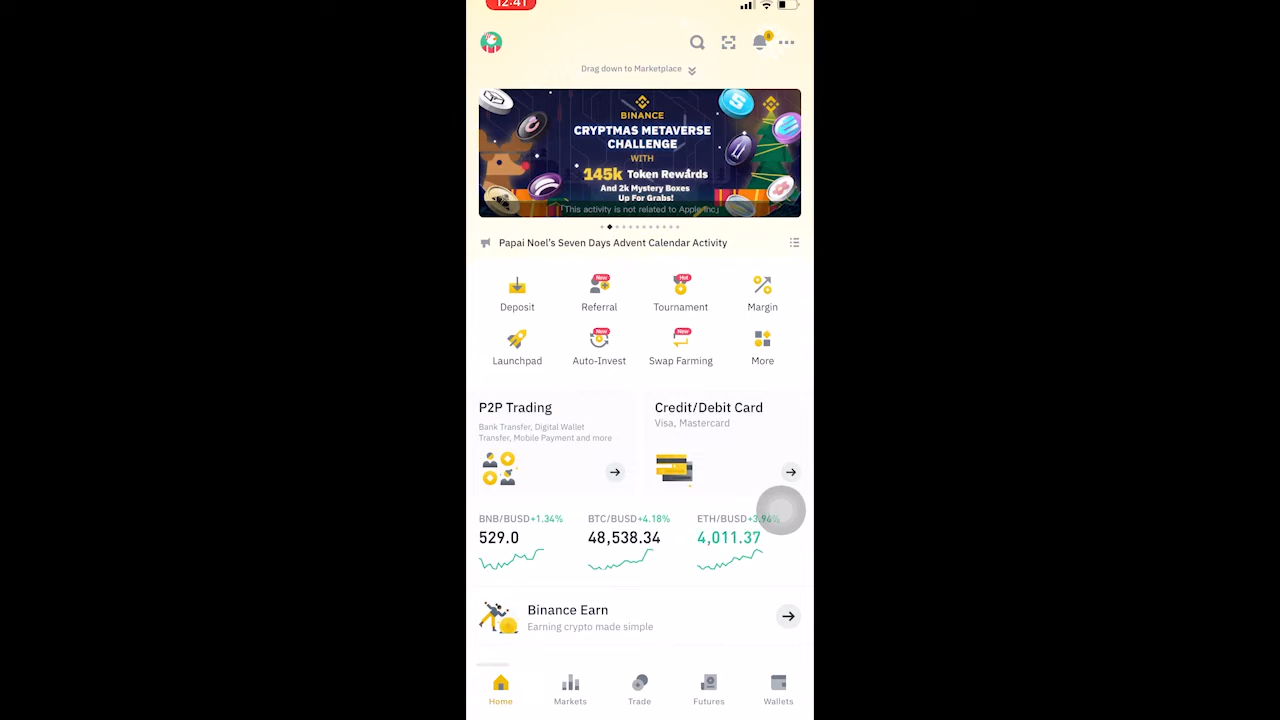 12:41
8
Drag down to Marketplace
BINANCE
CRYPTMAS METAVERSE
CHALLENGE
WITH
145k Token Rewards
And 2k Mystery Boxes
Up For Grabs!
「This activity is not related to Apple Inc」
Papai Noel's Seven Days Advent Calendar Activity
New Hot
Deposit Referral Tournament Margin
New New
Launchpad Auto-Invest Swap Farming More
P2P Trading
Bank Transfer, Digital Wallet
Transfer, Mobile Payment and more
Credit/Debit Card
Visa, Mastercard
BNB/BUSD+1.34% BTC/BUSD+4.18% ETH/BUSD+3.96%
529.0 48,538.34 4,011.37
Binance Earn
Earning crypto made simple
Home Markets Trade Futures Wallets